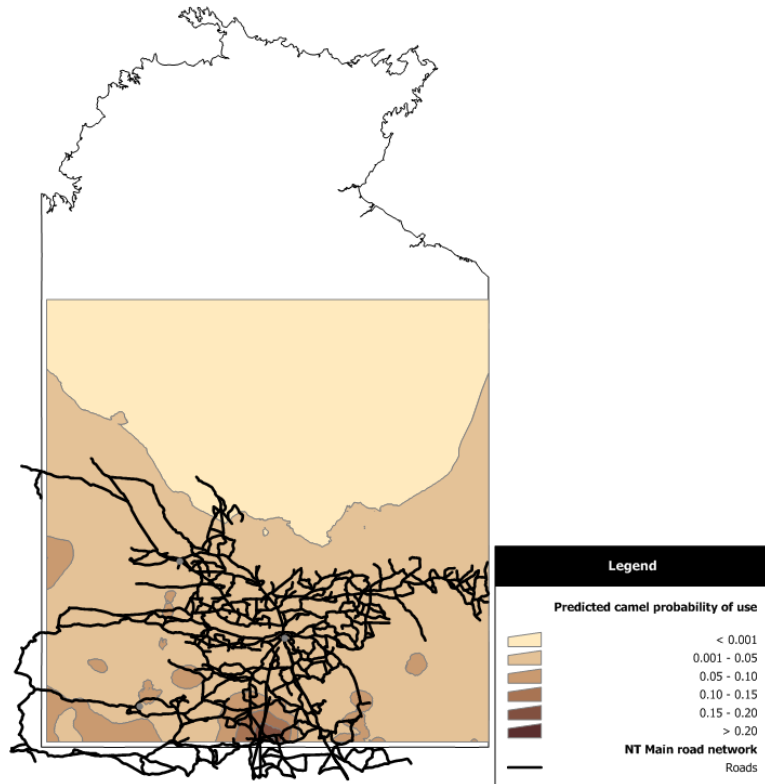 Legend
Predicted camel probability of use
< 0.001
0.001 - 0.05
0.05 - 0.10
0.10 - 0.15
0.15 - 0.20
> 0.20
NT Main road network
Roads